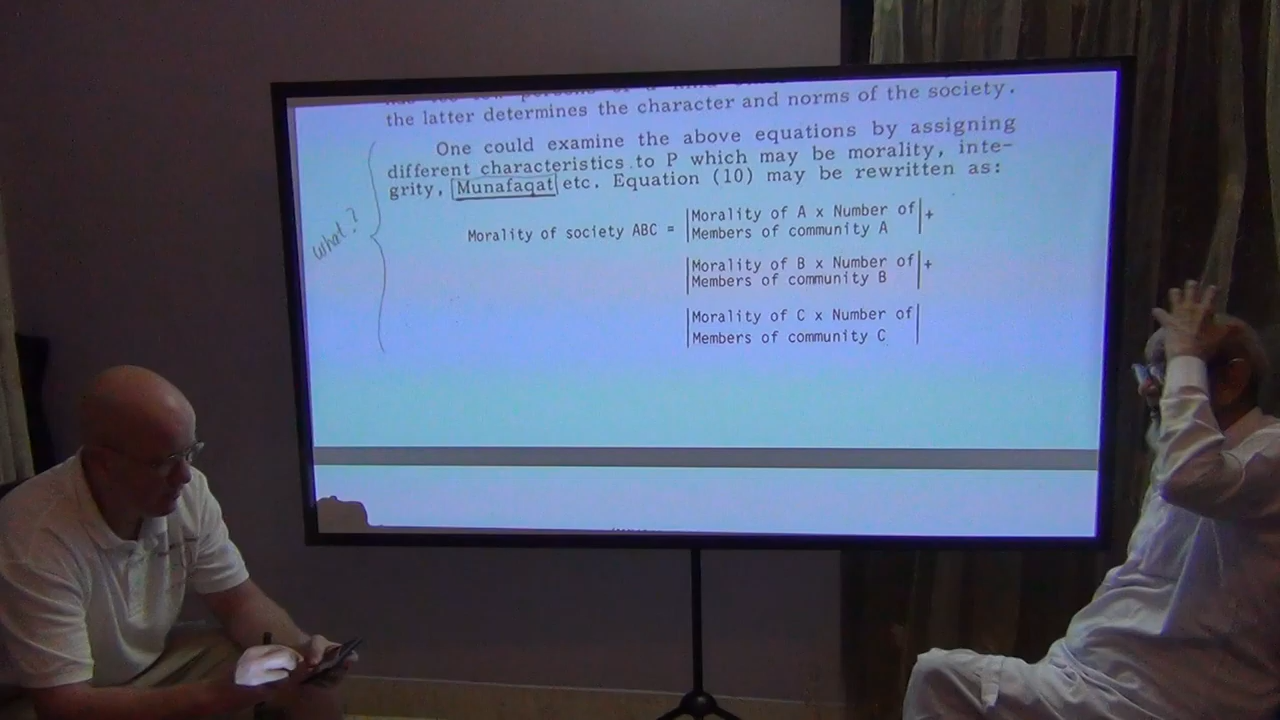 the latter determines the character and norms of the society.
One could examine the above equations by assigning
different characteristics to P which may be morality, inte-
grity, Munafaqat etc. Equation (10) may be rewritten as:
what?
Morality of society ABC = |Morality of A x Number of| +
|Members of community A|
|Morality of B x Number of| +
|Members of community B|
|Morality of C x Number of|
|Members of community C|